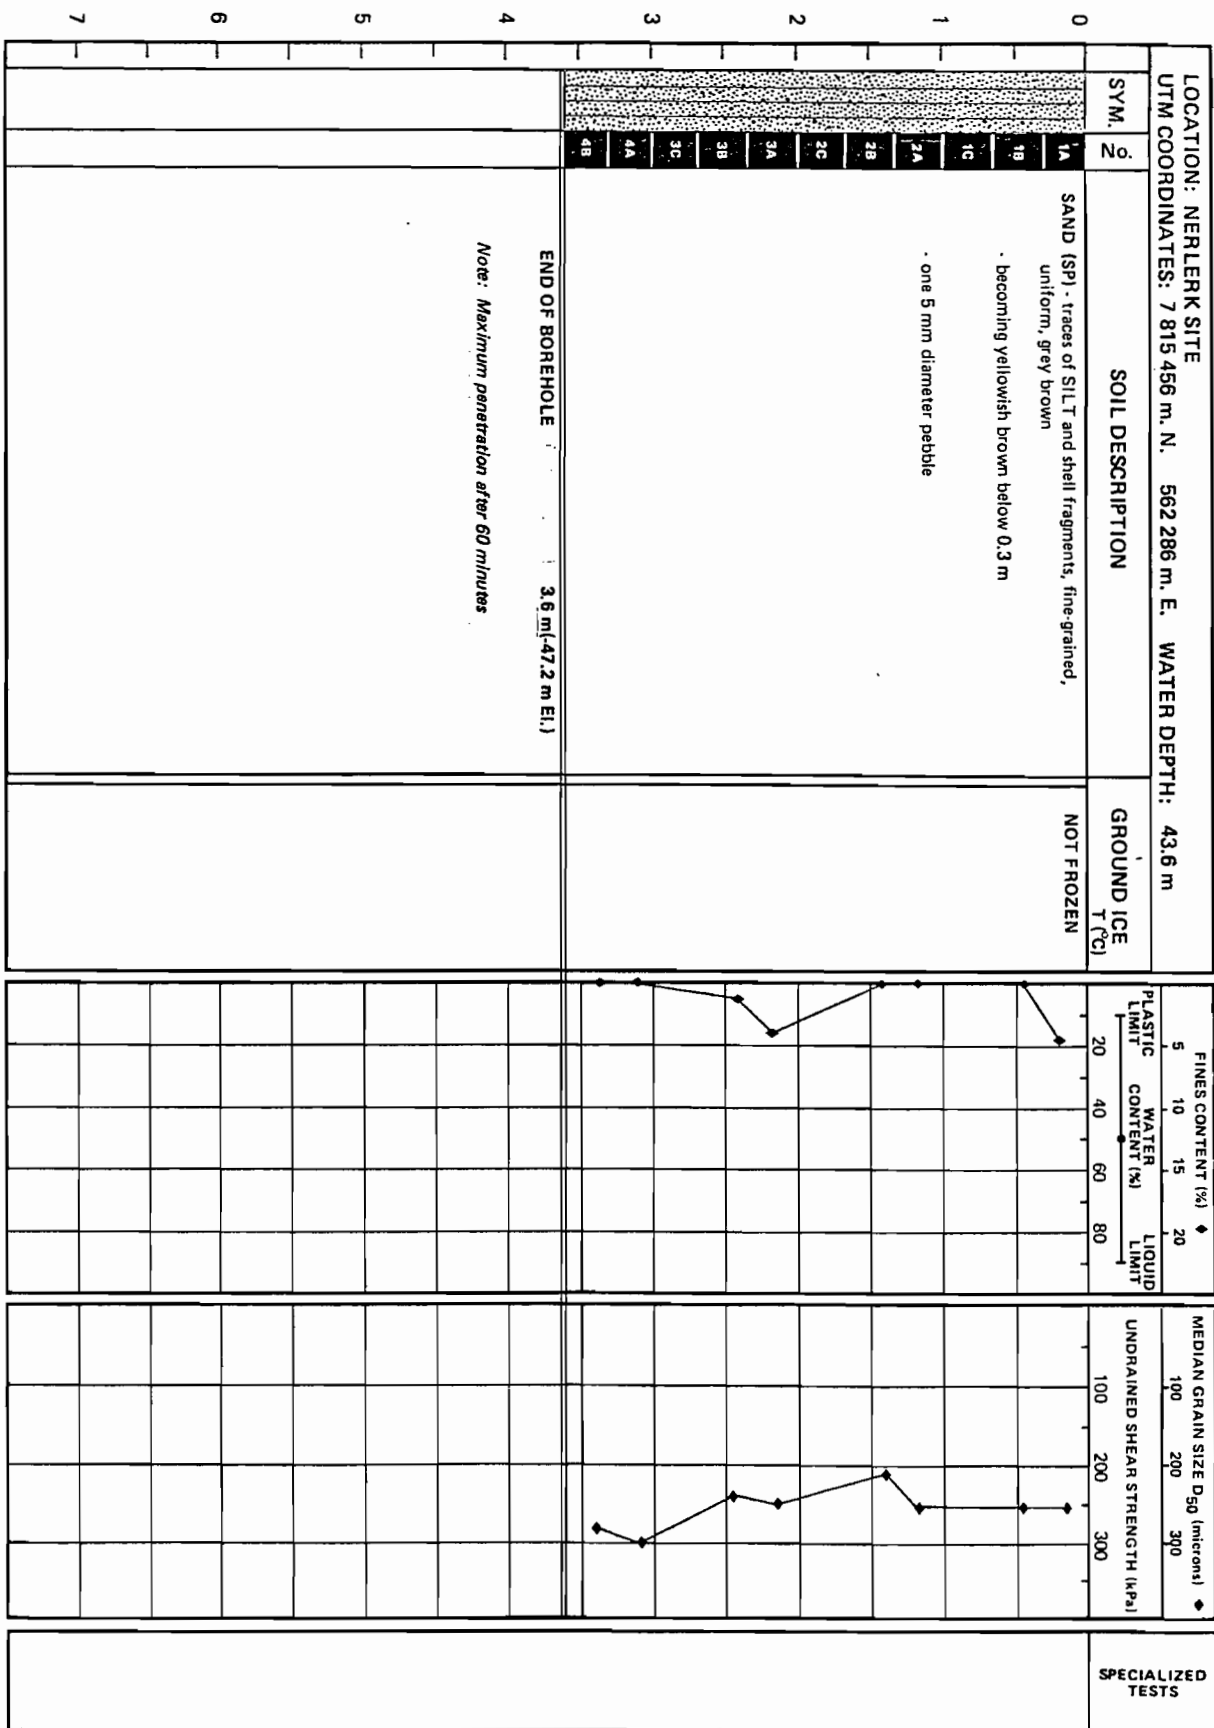 LOCATION: NERLERK SITE
UTM COORDINATES: 7 815 456 m. N. 562 286 m. E. WATER DEPTH: 43.6 m
SYM.
No.
SOIL DESCRIPTION
GROUND ICE
T (°C)
FINES CONTENT (%) ◆
5 10 15 20
PLASTIC LIMIT
WATER CONTENT (%)
LIQUID LIMIT
20 40 60 80
MEDIAN GRAIN SIZE D50 (microns) ◆
100 200 300
UNDRAINED SHEAR STRENGTH (kPa)
100 200 300
SPECIALIZED TESTS
0
1
2
3
4
5
6
7
1A
1B
1C
2A
2B
2C
3A
3B
3C
4A
4B
SAND (SP) - traces of SILT and shell fragments, fine-grained,
uniform, grey brown
- becoming yellowish brown below 0.3 m
- one 5 mm diameter pebble
NOT FROZEN
END OF BOREHOLE 3.6 m(-47.2 m El.)
Note: Maximum penetration after 60 minutes